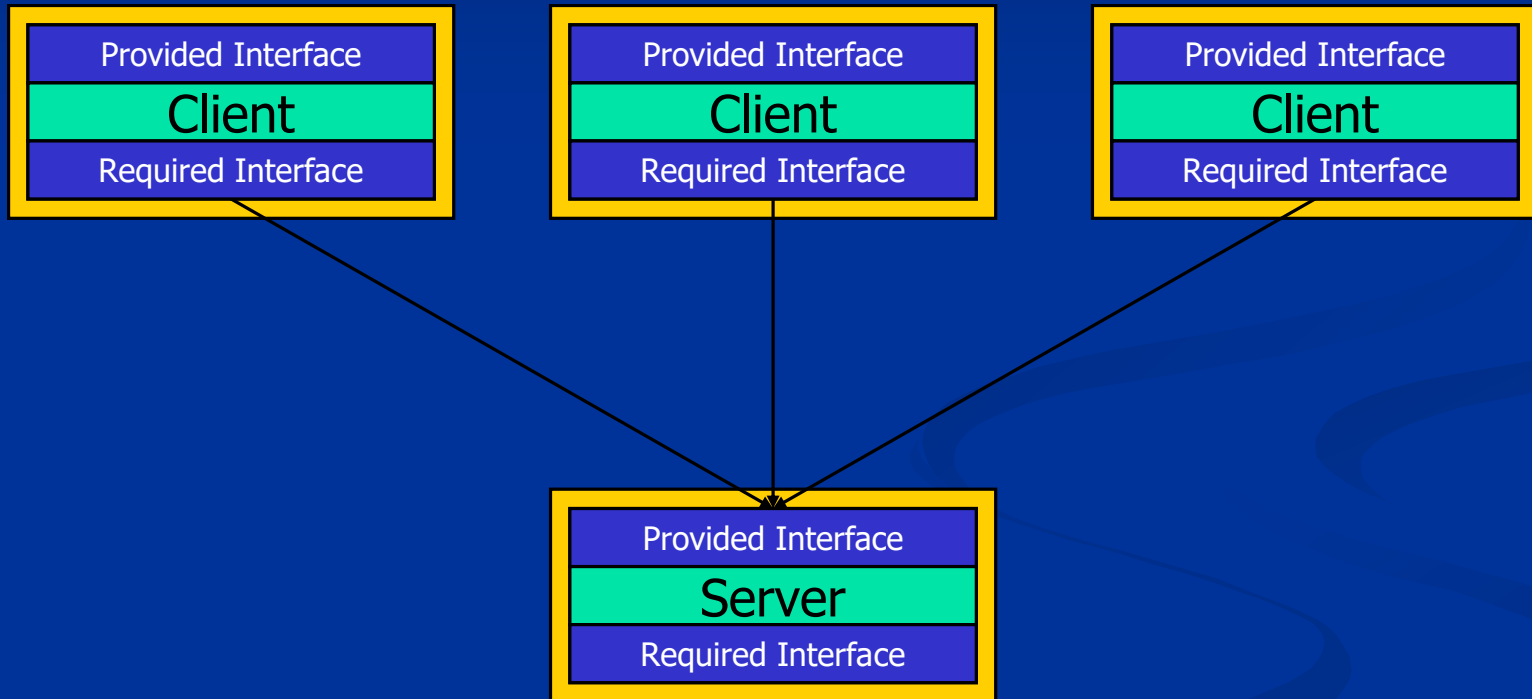 Provided Interface
Client
Required Interface
Provided Interface
Client
Required Interface
Provided Interface
Client
Required Interface
Provided Interface
Server
Required Interface